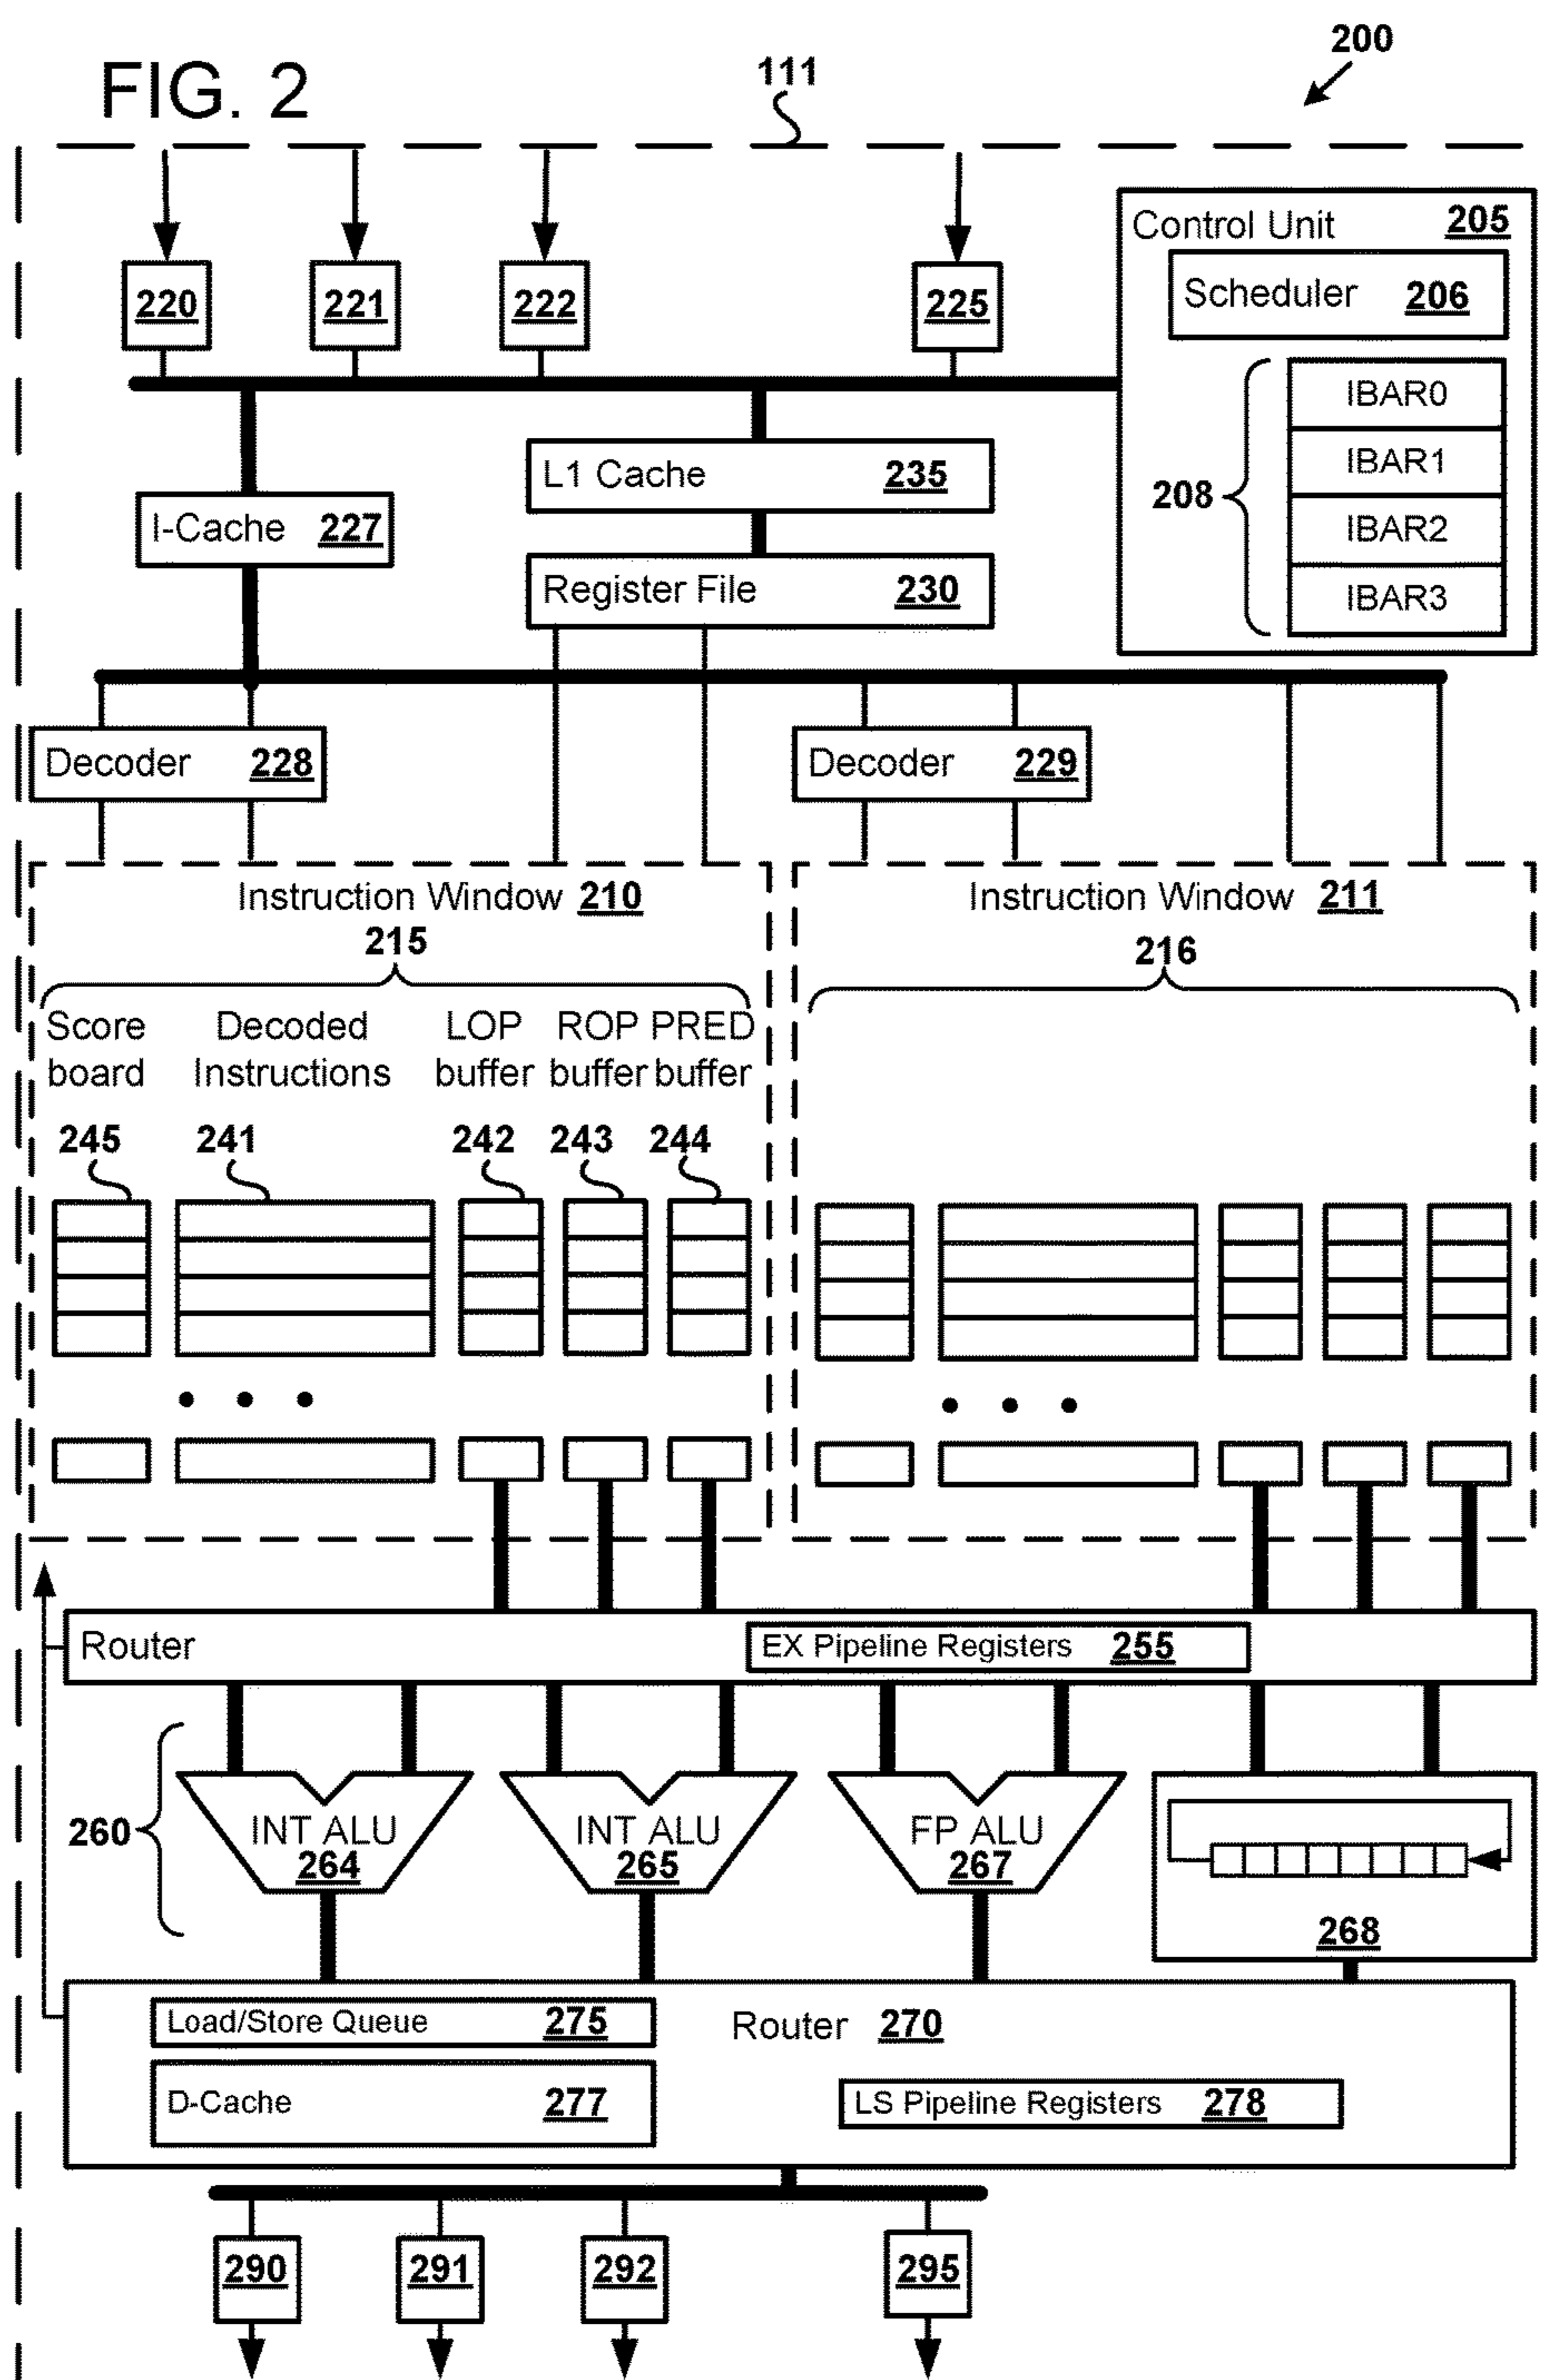 200
FIG. 2
111
220 221 222 225
Control Unit 205
Scheduler 206
IBAR0
IBAR1
IBAR2
IBAR3
208
L1 Cache 235
I-Cache 227
Register File 230
Decoder 228
Decoder 229
Instruction Window 210
215
Score board
Decoded Instructions
LOP buffer
ROP buffer
PRED buffer
245 241 242 243 244
Instruction Window 211
216
Router
EX Pipeline Registers 255
260
INT ALU 264
INT ALU 265
FP ALU 267
268
Load/Store Queue 275
Router 270
D-Cache 277
LS Pipeline Registers 278
290 291 292 295